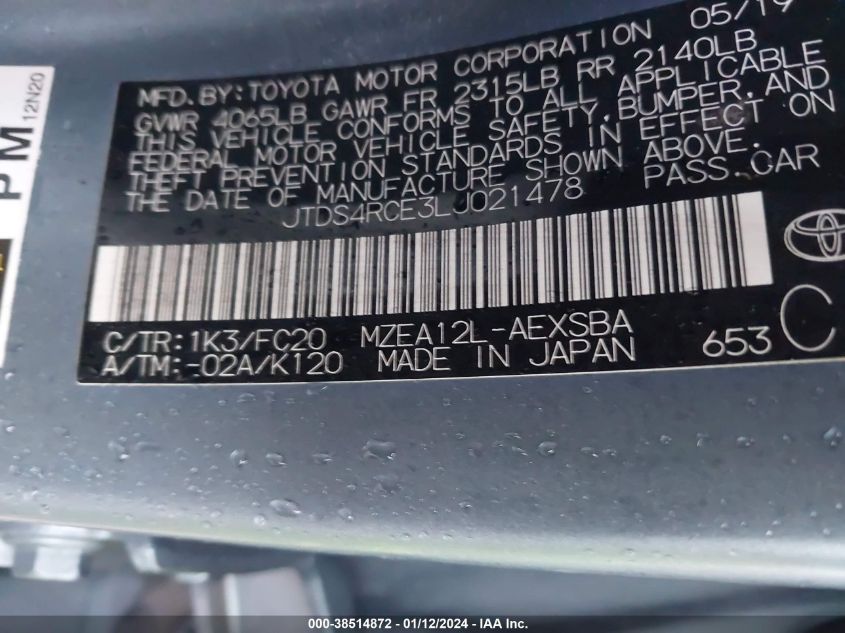 MFD. BY: TOYOTA MOTOR CORPORATION 05/19
GVWR 4065LB GAWR FR 2315LB RR 2140LB
THIS VEHICLE CONFORMS TO ALL APPLICABLE
FEDERAL MOTOR VEHICLE SAFETY, BUMPER, AND
THEFT PREVENTION STANDARDS IN EFFECT ON
THE DATE OF MANUFACTURE SHOWN ABOVE.
JTDS4RCE3LJ021478 PASS. CAR
C/TR: 1K3/FC20 MZEA12L-AEXSBA
A/TM: -02A/K120 MADE IN JAPAN 653 C
PM
12N20
000-38514872 - 01/12/2024 - IAA Inc.